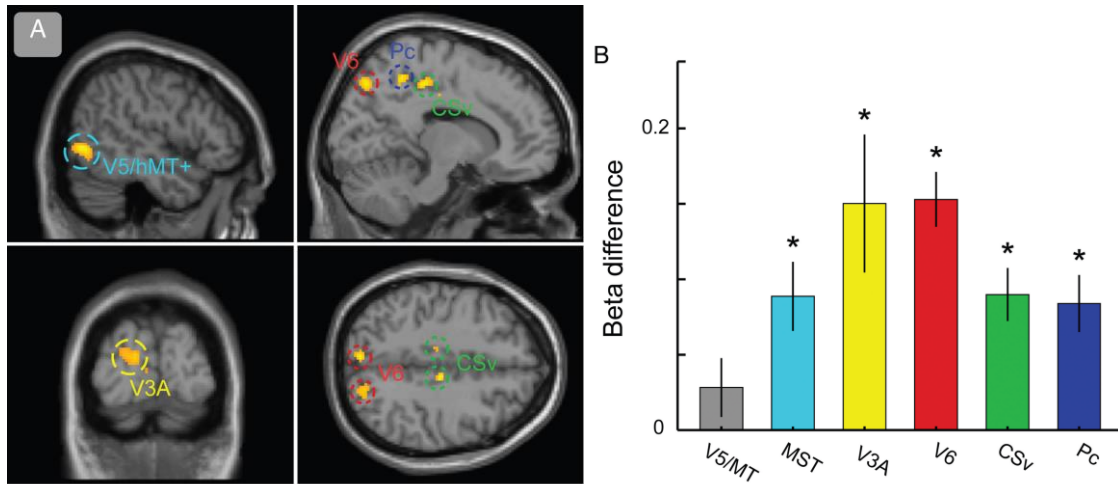 A
V5/hMT+
V6
Pc
CSv
V3A
V6
CSv
B
Beta difference
0.2
0
*
*
*
*
*
V5/MT
MST
V3A
V6
CSv
Pc